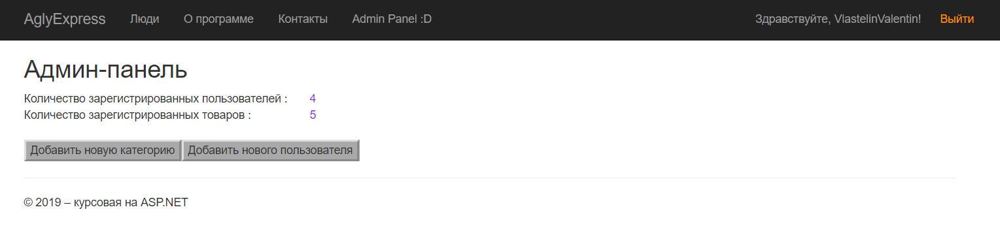 AglyExpress Люди О программе Контакты Admin Panel :D Здравствуйте, VlastelinValentin! Выйти
Админ-панель
Количество зарегистрированных пользователей : 4
Количество зарегистрированных товаров : 5
Добавить новую категорию Добавить нового пользователя
© 2019 – курсовая на ASP.NET